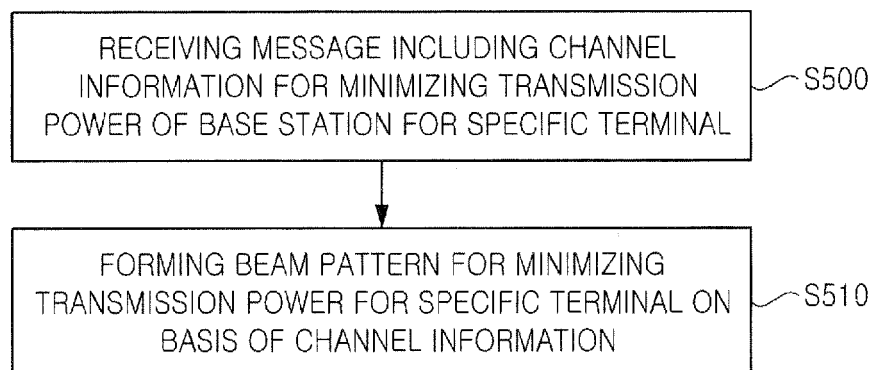 RECEIVING MESSAGE INCLUDING CHANNEL
INFORMATION FOR MINIMIZING TRANSMISSION
POWER OF BASE STATION FOR SPECIFIC TERMINAL
S500
FORMING BEAM PATTERN FOR MINIMIZING
TRANSMISSION POWER FOR SPECIFIC TERMINAL ON
BASIS OF CHANNEL INFORMATION
S510